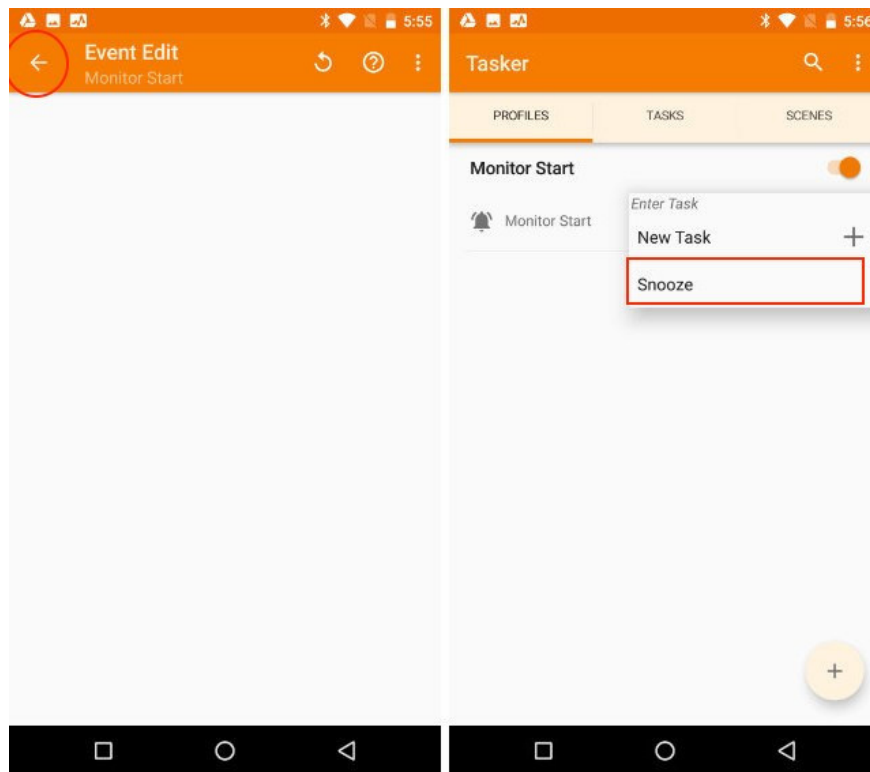 5:55
Event Edit
Monitor Start
5:56
Tasker
PROFILES TASKS SCENES
Monitor Start
Monitor Start
Enter Task
New Task
Snooze